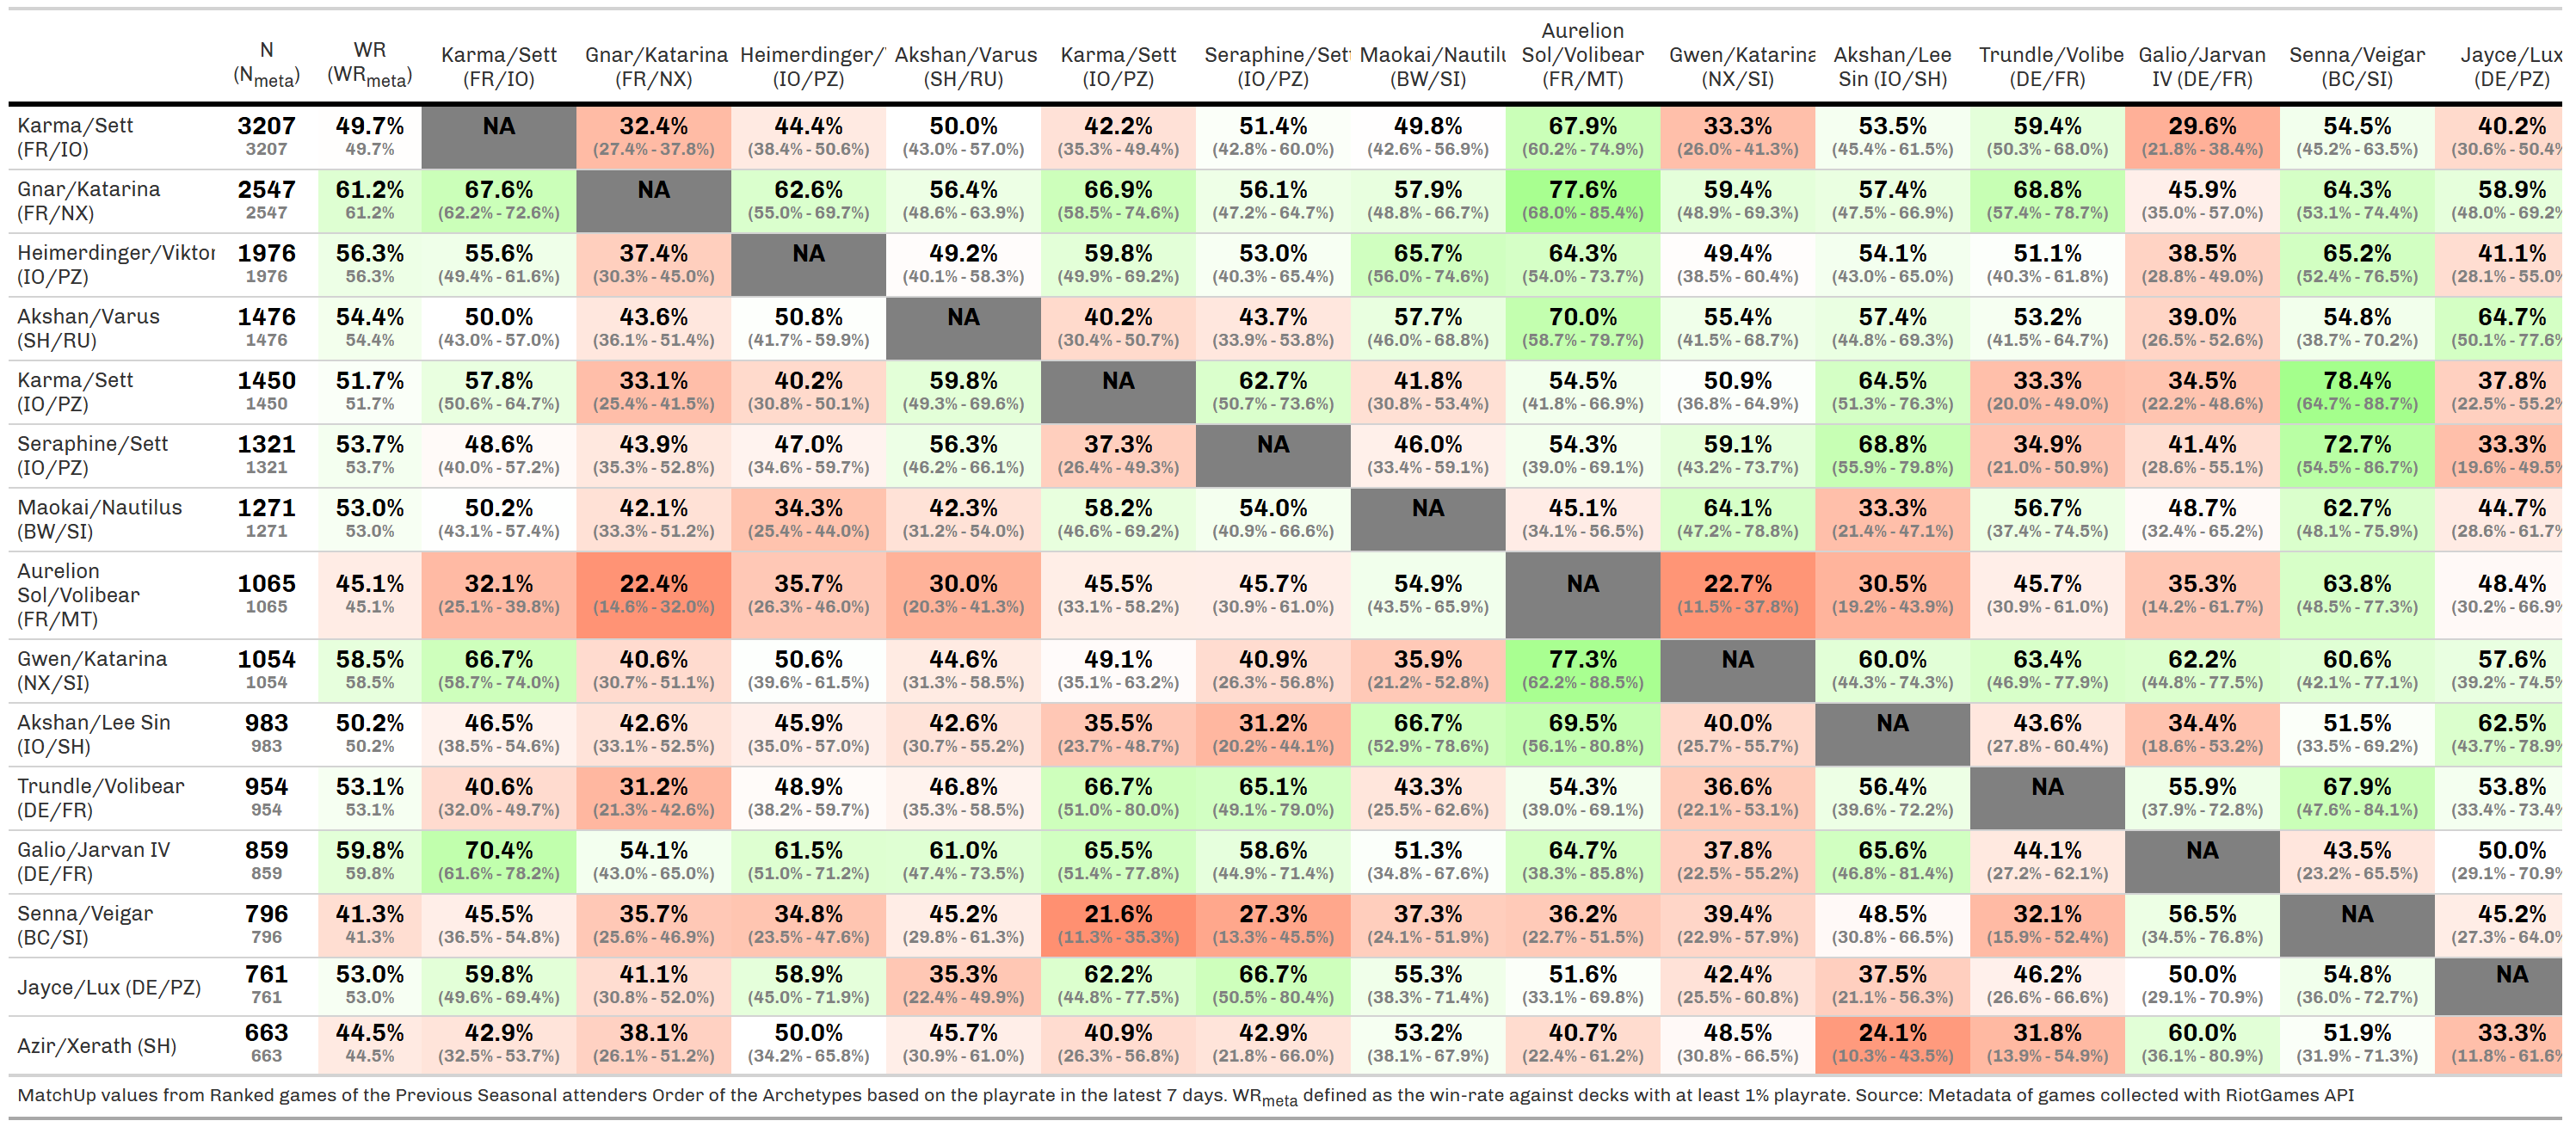 Aurelion
N WR Karma/Sett Gnar/Katarina Heimerdinger/ Akshan/Varus Karma/Sett Seraphine/Sett Maokai/Nautilu Sol/Volibear Gwen/Katarina Akshan/Lee Trundle/Volibe Galio/Jarvan Senna/Veigar Jayce/Lux
(Nmeta) (WRmeta) (FR/IO) (FR/NX) (IO/PZ) (SH/RU) (IO/PZ) (IO/PZ) (BW/SI) (FR/MT) (NX/SI) Sin (IO/SH) (DE/FR) IV (DE/FR) (BC/SI) (DE/PZ)
Karma/Sett 3207 49.7% NA 32.4% 44.4% 50.0% 42.2% 51.4% 49.8% 67.9% 33.3% 53.5% 59.4% 29.6% 54.5% 40.2%
(FR/IO) 3207 49.7% (27.4% - 37.8%) (38.4% - 50.6%) (43.0% - 57.0%) (35.3% - 49.4%) (42.8% - 60.0%) (42.6% - 56.9%) (60.2% - 74.9%) (26.0% - 41.3%) (45.4% - 61.5%) (50.3% - 68.0%) (21.8% - 38.4%) (45.2% - 63.5%) (30.6% - 50.4%
Gnar/Katarina 2547 61.2% 67.6% NA 62.6% 56.4% 66.9% 56.1% 57.9% 77.6% 59.4% 57.4% 68.8% 45.9% 64.3% 58.9%
(FR/NX) 2547 61.2% (62.2% - 72.6%) (55.0% - 69.7%) (48.6% - 63.9%) (58.5% - 74.6%) (47.2% - 64.7%) (48.8% - 66.7%) (68.0% - 85.4%) (48.9% - 69.3%) (47.5% - 66.9%) (57.4% - 78.7%) (35.0% - 57.0%) (53.1% - 74.4%) (48.0% - 69.2%
Heimerdinger/Viktor 1976 56.3% 55.6% 37.4% NA 49.2% 59.8% 53.0% 65.7% 64.3% 49.4% 54.1% 51.1% 38.5% 65.2% 41.1%
(IO/PZ) 1976 56.3% (49.4% - 61.6%) (30.3% - 45.0%) (40.1% - 58.3%) (49.9% - 69.2%) (40.3% - 65.4%) (56.0% - 74.6%) (54.0% - 73.7%) (38.5% - 60.4%) (43.0% - 65.0%) (40.3% - 61.8%) (28.8% - 49.0%) (52.4% - 76.5%) (28.1% - 55.0%
Akshan/Varus 1476 54.4% 50.0% 43.6% 50.8% NA 40.2% 43.7% 57.7% 70.0% 55.4% 57.4% 53.2% 39.0% 54.8% 64.7%
(SH/RU) 1476 54.4% (43.0% - 57.0%) (36.1% - 51.4%) (41.7% - 59.9%) (30.4% - 50.7%) (33.9% - 53.8%) (46.0% - 68.8%) (58.7% - 79.7%) (41.5% - 68.7%) (44.8% - 69.3%) (41.5% - 64.7%) (26.5% - 52.6%) (38.7% - 70.2%) (50.1% - 77.6%
Karma/Sett 1450 51.7% 57.8% 33.1% 40.2% 59.8% NA 62.7% 41.8% 54.5% 50.9% 64.5% 33.3% 34.5% 78.4% 37.8%
(IO/PZ) 1450 51.7% (50.6% - 64.7%) (25.4% - 41.5%) (30.8% - 50.1%) (49.3% - 69.6%) (50.7% - 73.6%) (30.8% - 53.4%) (41.8% - 66.9%) (36.8% - 64.9%) (51.3% - 76.3%) (20.0% - 49.0%) (22.2% - 48.6%) (64.7% - 88.7%) (22.5% - 55.2%
Seraphine/Sett 1321 53.7% 48.6% 43.9% 47.0% 56.3% 37.3% NA 46.0% 54.3% 59.1% 68.8% 34.9% 41.4% 72.7% 33.3%
(IO/PZ) 1321 53.7% (40.0% - 57.2%) (35.3% - 52.8%) (34.6% - 59.7%) (46.2% - 66.1%) (26.4% - 49.3%) (33.4% - 59.1%) (39.0% - 69.1%) (43.2% - 73.7%) (55.9% - 79.8%) (21.0% - 50.9%) (28.6% - 55.1%) (54.5% - 86.7%) (19.6% - 49.5%
Maokai/Nautilus 1271 53.0% 50.2% 42.1% 34.3% 42.3% 58.2% 54.0% NA 45.1% 64.1% 33.3% 56.7% 48.7% 62.7% 44.7%
(BW/SI) 1271 53.0% (43.1% - 57.4%) (33.3% - 51.2%) (25.4% - 44.0%) (31.2% - 54.0%) (46.6% - 69.2%) (40.9% - 66.6%) (34.1% - 56.5%) (47.2% - 78.8%) (21.4% - 47.1%) (37.4% - 74.5%) (32.4% - 65.2%) (48.1% - 75.9%) (28.6% - 61.7%
Aurelion
Sol/Volibear 1065 45.1% 32.1% 22.4% 35.7% 30.0% 45.5% 45.7% 54.9% NA 22.7% 30.5% 45.7% 35.3% 63.8% 48.4%
(FR/MT) 1065 45.1% (25.1% - 39.8%) (14.6% - 32.0%) (26.3% - 46.0%) (20.3% - 41.3%) (33.1% - 58.2%) (30.9% - 61.0%) (43.5% - 65.9%) (11.5% - 37.8%) (19.2% - 43.9%) (30.9% - 61.0%) (14.2% - 61.7%) (48.5% - 77.3%) (30.2% - 66.9%
Gwen/Katarina 1054 58.5% 66.7% 40.6% 50.6% 44.6% 49.1% 40.9% 35.9% 77.3% NA 60.0% 63.4% 62.2% 60.6% 57.6%
(NX/SI) 1054 58.5% (58.7% - 74.0%) (30.7% - 51.1%) (39.6% - 61.5%) (31.3% - 58.5%) (35.1% - 63.2%) (26.3% - 56.8%) (21.2% - 52.8%) (62.2% - 88.5%) (44.3% - 74.3%) (46.9% - 77.9%) (44.8% - 77.5%) (42.1% - 77.1%) (39.2% - 74.5%
Akshan/Lee Sin 983 50.2% 46.5% 42.6% 45.9% 42.6% 35.5% 31.2% 66.7% 69.5% 40.0% NA 43.6% 34.4% 51.5% 62.5%
(IO/SH) 983 50.2% (38.5% - 54.6%) (33.1% - 52.5%) (35.0% - 57.0%) (30.7% - 55.2%) (23.7% - 48.7%) (20.2% - 44.1%) (52.9% - 78.6%) (56.1% - 80.8%) (25.7% - 55.7%) (27.8% - 60.4%) (18.6% - 53.2%) (33.5% - 69.2%) (43.7% - 78.9%
Trundle/Volibear 954 53.1% 40.6% 31.2% 48.9% 46.8% 66.7% 65.1% 43.3% 54.3% 36.6% 56.4% NA 55.9% 67.9% 53.8%
(DE/FR) 954 53.1% (32.0% - 49.7%) (21.3% - 42.6%) (38.2% - 59.7%) (35.3% - 58.5%) (51.0% - 80.0%) (49.1% - 79.0%) (25.5% - 62.6%) (39.0% - 69.1%) (22.1% - 53.1%) (39.6% - 72.2%) (37.9% - 72.8%) (47.6% - 84.1%) (33.4% - 73.4%
Galio/Jarvan IV 859 59.8% 70.4% 54.1% 61.5% 61.0% 65.5% 58.6% 51.3% 64.7% 37.8% 65.6% 44.1% NA 43.5% 50.0%
(DE/FR) 859 59.8% (61.6% - 78.2%) (43.0% - 65.0%) (51.0% - 71.2%) (47.4% - 73.5%) (51.4% - 77.8%) (44.9% - 71.4%) (34.8% - 67.6%) (38.3% - 85.8%) (22.5% - 55.2%) (46.8% - 81.4%) (27.2% - 62.1%) (23.2% - 65.5%) (29.1% - 70.9%
Senna/Veigar 796 41.3% 45.5% 35.7% 34.8% 45.2% 21.6% 27.3% 37.3% 36.2% 39.4% 48.5% 32.1% 56.5% NA 45.2%
(BC/SI) 796 41.3% (36.5% - 54.8%) (25.6% - 46.9%) (23.5% - 47.6%) (29.8% - 61.3%) (11.3% - 35.3%) (13.3% - 45.5%) (24.1% - 51.9%) (22.7% - 51.5%) (22.9% - 57.9%) (30.8% - 66.5%) (15.9% - 52.4%) (34.5% - 76.8%) (27.3% - 64.0%
Jayce/Lux (DE/PZ) 761 53.0% 59.8% 41.1% 58.9% 35.3% 62.2% 66.7% 55.3% 51.6% 42.4% 37.5% 46.2% 50.0% 54.8% NA
761 53.0% (49.6% - 69.4%) (30.8% - 52.0%) (45.0% - 71.9%) (22.4% - 49.9%) (44.8% - 77.5%) (50.5% - 80.4%) (38.3% - 71.4%) (33.1% - 69.8%) (25.5% - 60.8%) (21.1% - 56.3%) (26.6% - 66.6%) (29.1% - 70.9%) (36.0% - 72.7%)
Azir/Xerath (SH) 663 44.5% 42.9% 38.1% 50.0% 45.7% 40.9% 42.9% 53.2% 40.7% 48.5% 24.1% 31.8% 60.0% 51.9% 33.3%
663 44.5% (32.5% - 53.7%) (26.1% - 51.2%) (34.2% - 65.8%) (30.9% - 61.0%) (26.3% - 56.8%) (21.8% - 66.0%) (38.1% - 67.9%) (22.4% - 61.2%) (30.8% - 66.5%) (10.3% - 43.5%) (13.9% - 54.9%) (36.1% - 80.9%) (31.9% - 71.3%) (11.8% - 61.6%
MatchUp values from Ranked games of the Previous Seasonal attenders Order of the Archetypes based on the playrate in the latest 7 days. WRmeta defined as the win-rate against decks with at least 1% playrate. Source: Metadata of games collected with RiotGames API